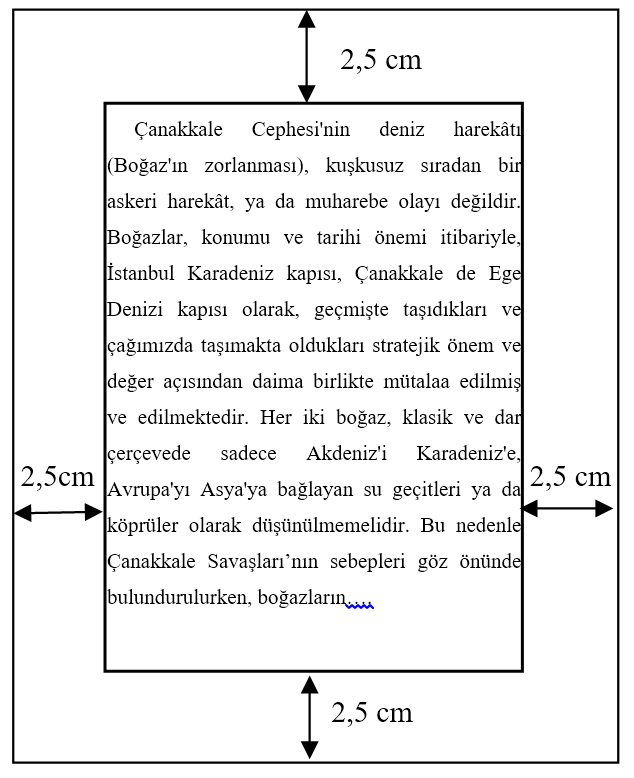 2,5 cm
Çanakkale Cephesi'nin deniz harekâtı
(Boğaz'ın zorlanması), kuşkusuz sıradan bir
askeri harekât, ya da muharebe olayı değildir.
Boğazlar, konumu ve tarihi önemi itibariyle,
İstanbul Karadeniz kapısı, Çanakkale de Ege
Denizi kapısı olarak, geçmişte taşıdıkları ve
çağımızda taşımakta oldukları stratejik önem ve
değer açısından daima birlikte mütalaa edilmiş
ve edilmektedir. Her iki boğaz, klasik ve dar
çerçevede sadece Akdeniz'i Karadeniz'e,
2,5cm
2,5 cm
Avrupa'yı Asya'ya bağlayan su geçitleri ya da
köprüler olarak düşünülmemelidir. Bu nedenle
Çanakkale Savaşları’nın sebepleri göz önünde
bulundurulurken, boğazların….
2,5 cm